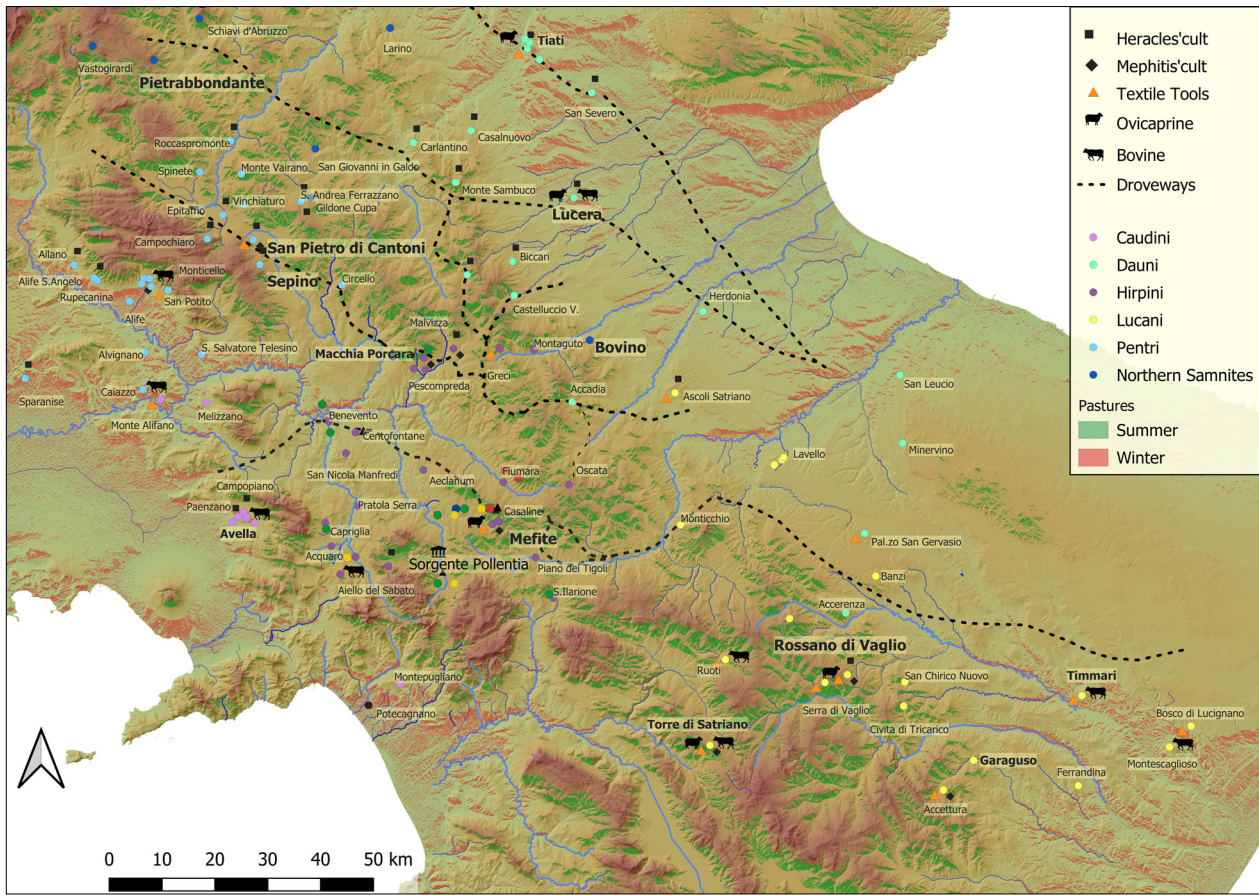 Schiavi d'Abruzzo
Larino
Tiati
Vastogirardi
Pietrabbondante
San Severo
Roccaspromonte
Casalnuovo
Carlantino
Spinete
Monte Vairano
San Giovanni in Galdo
Monte Sambuco
Vinchiaturo
S. Andrea Ferrazzano
Gildone Cupa
Lucera
Epitaffio
Campochiaro
San Pietro di Cantoni
Ailano
Biccari
Monticello
Alife S.Angelo
Sepino
Circello
Rupecanina
San Potito
Castelluccio V.
Herdonia
Alife
Malvizza
Alvignano
S. Salvatore Telesino
Macchia Porcara
Montaguto
Bovino
Pescompreda
Greci
San Leucio
Sparanise
Caiazzo
Accadia
Ascoli Satriano
Melizzano
Monte Alifano
Benevento
Centofontane
Minervino
Lavello
San Nicola Manfredi
Aeclanum
Fiumara
Oscata
Campopiano
Paenzano
Pratola Serra
Casaline
Monticchio
Avella
Capriglia
Mefite
Pal.zo San Gervasio
Acquaro
Sorgente Pollentia
Piano dei Tigoli
Banzi
Aiello del Sabato
S.Ilarione
Accerenza
Rossano di Vaglio
Ruoti
Montepugliano
San Chirico Nuovo
Timmari
Potecagnano
Serra di Vaglio
Bosco di Lucignano
Torre di Satriano
Civita di Tricarico
Montescaglioso
Garaguso
Ferrandina
Accettura
0 10 20 30 40 50 km
Heracles'cult
Mephitis'cult
Textile Tools
Ovicaprine
Bovine
Droveways
Caudini
Dauni
Hirpini
Lucani
Pentri
Northern Samnites
Pastures
Summer
Winter